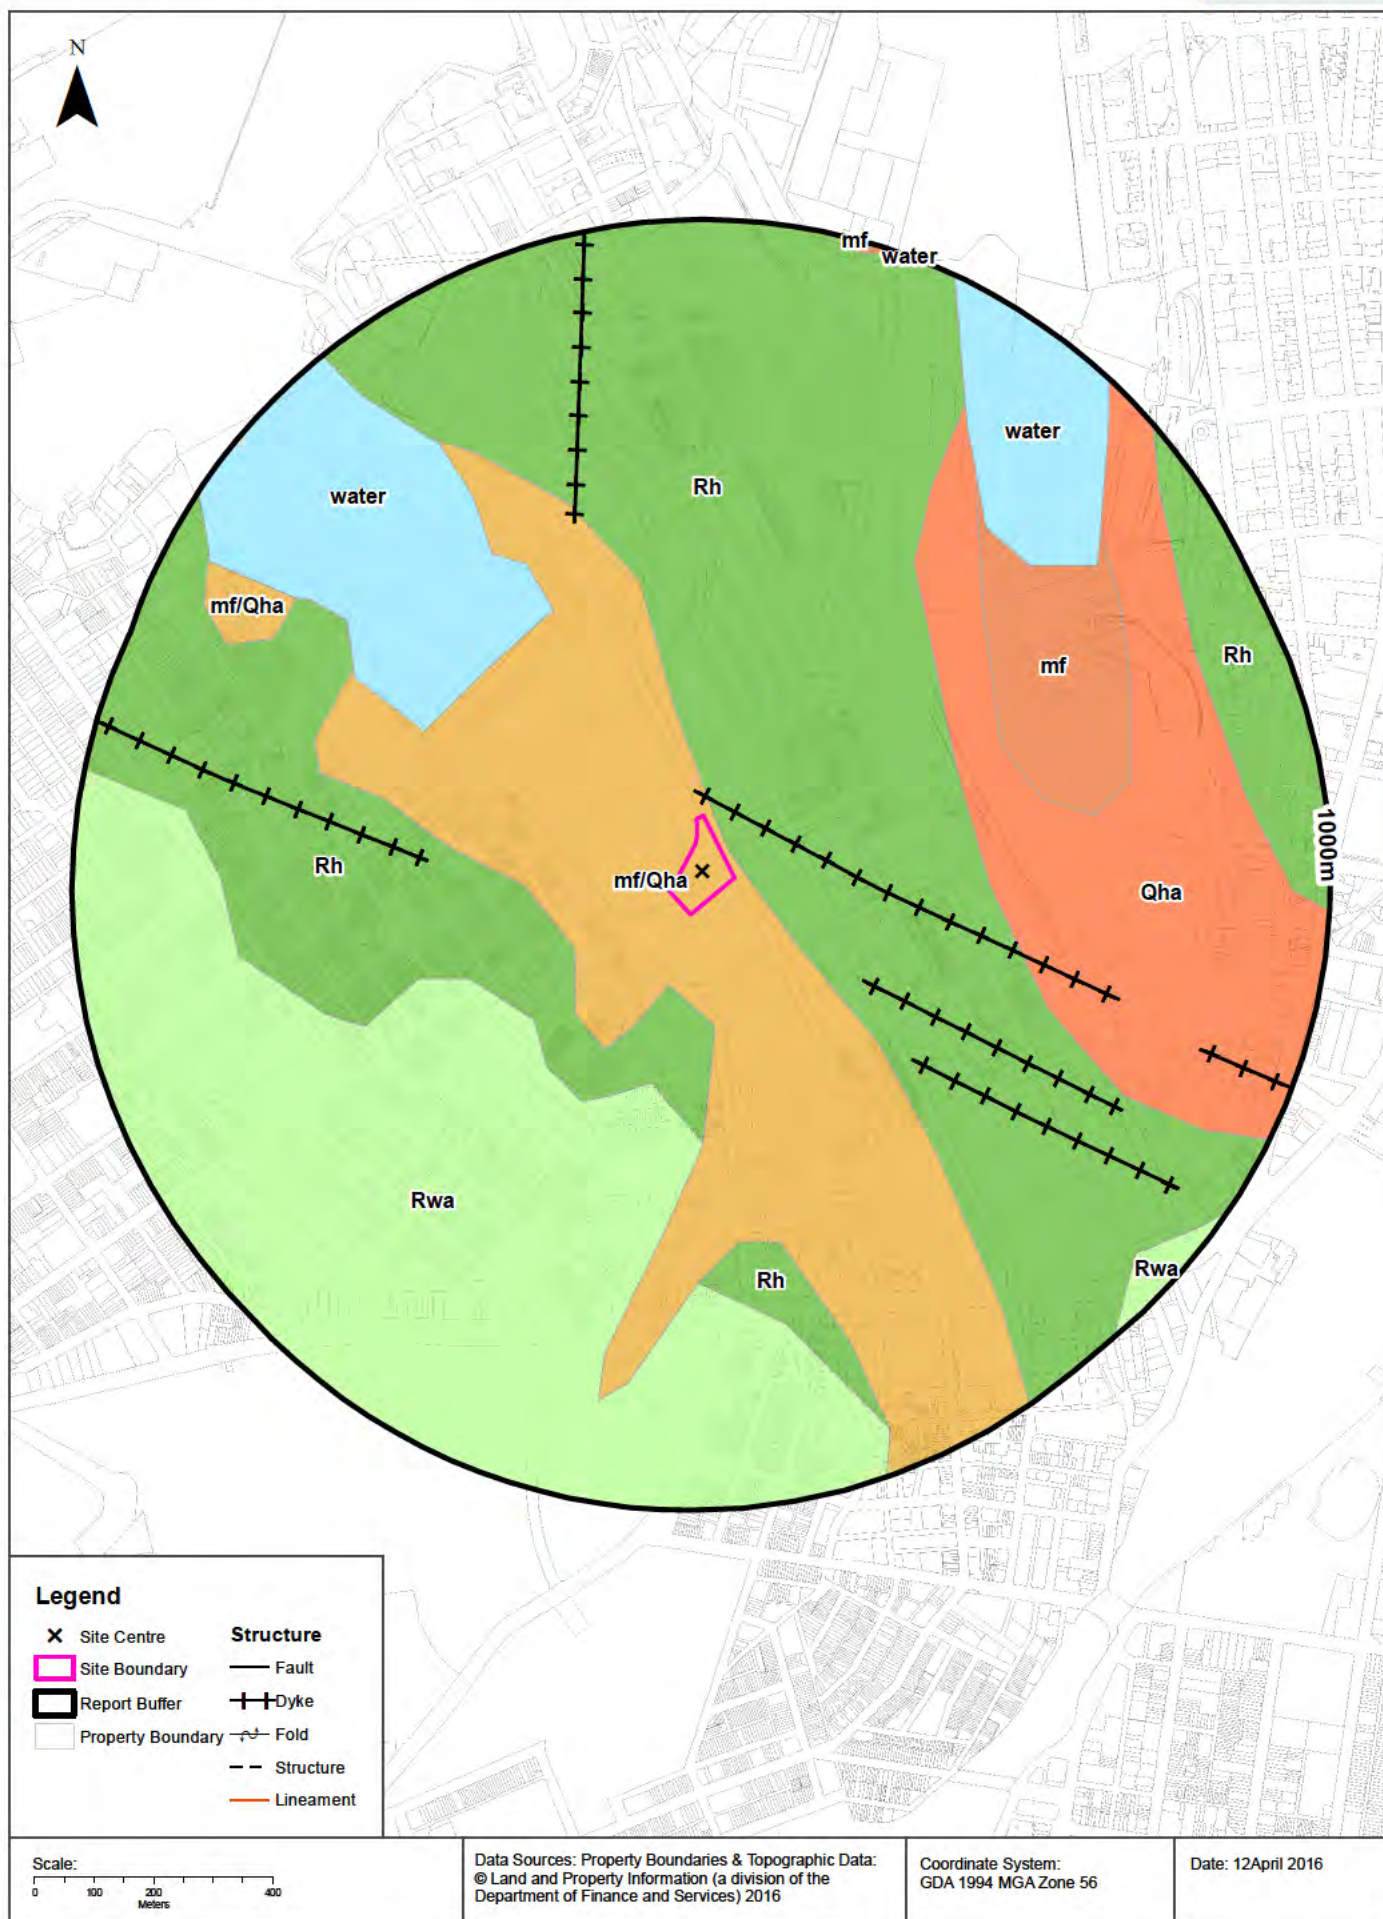 N
mf
water
water
Rh
water
mf/Qha
Rh
mf
1000m
Rh
mf/Qha
Qha
Rwa
Rwa
Rh
Legend
Site Centre
Site Boundary
Report Buffer
Property Boundary
Structure
Fault
Dyke
Fold
Structure
Lineament
Scale:
0 100 200 400
Meters
Data Sources: Property Boundaries & Topographic Data:
© Land and Property Information (a division of the
Department of Finance and Services) 2016
Coordinate System:
GDA 1994 MGA Zone 56
Date: 12April 2016